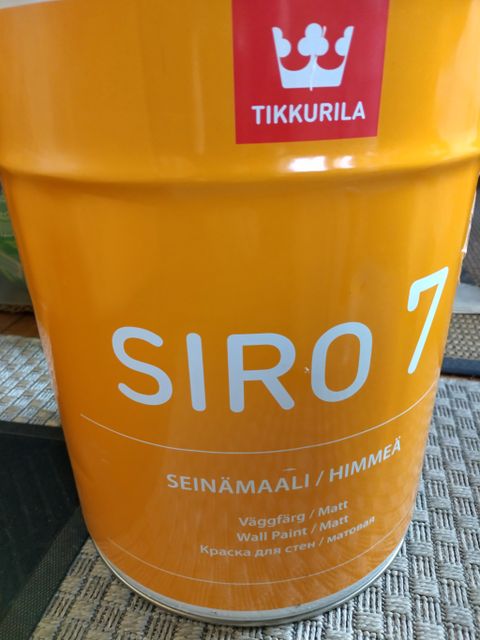 TIKKURILA
SIRO 7
SEINÄMAALI / HIMMEÄ
Väggfärg / Matt
Wall Paint / Matt
Краска для стен / матовая